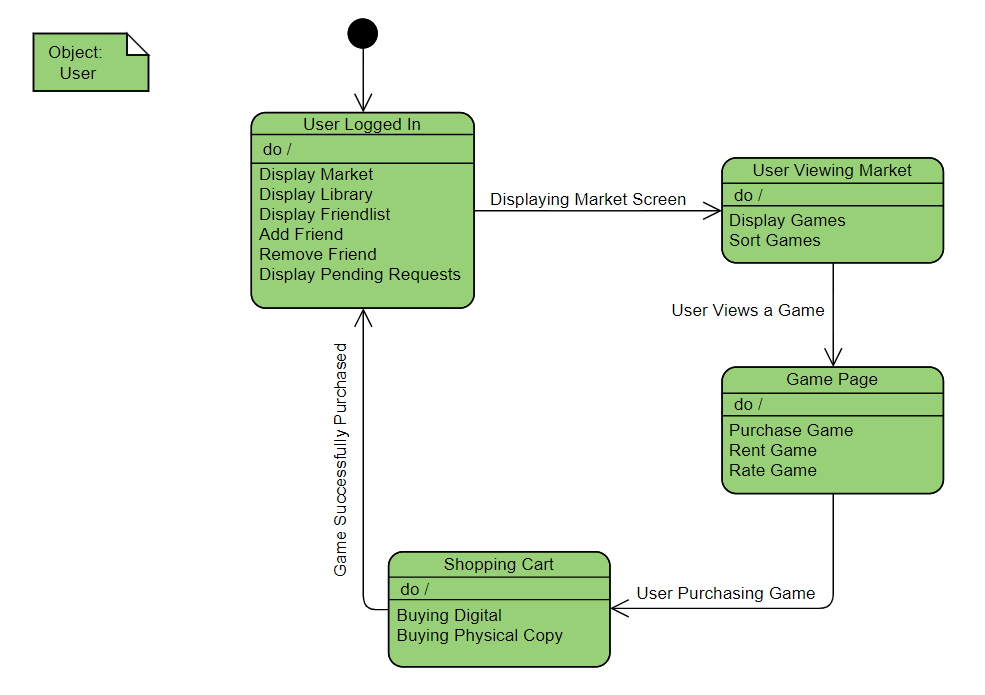 Object:
User
User Logged In
do /
Display Market
Display Library
Display Friendlist
Add Friend
Remove Friend
Display Pending Requests
Displaying Market Screen
User Viewing Market
do /
Display Games
Sort Games
User Views a Game
Game Page
do /
Purchase Game
Rent Game
Rate Game
User Purchasing Game
Shopping Cart
do /
Buying Digital
Buying Physical Copy
Game Successfully Purchased